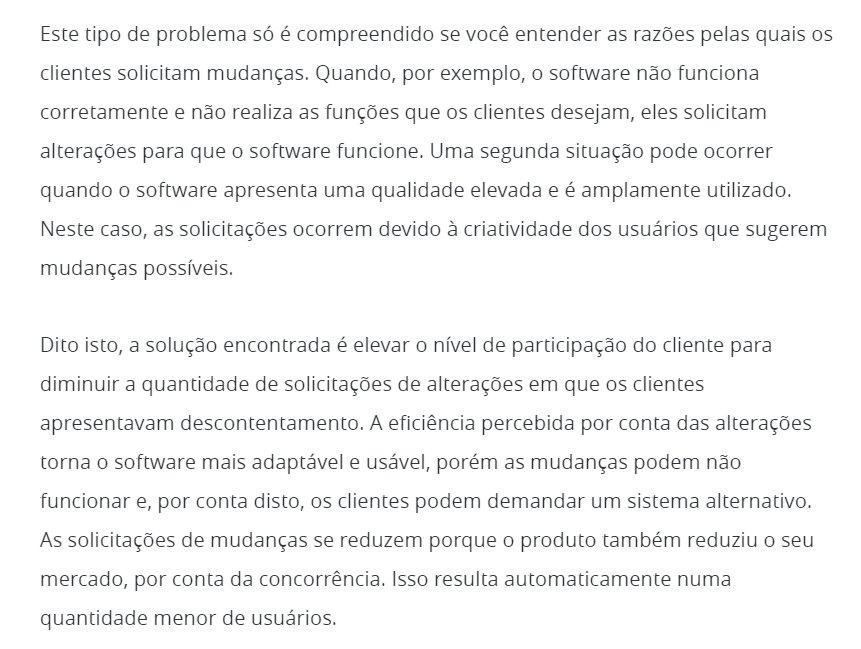 Este tipo de problema só é compreendido se você entender as razões pelas quais os
clientes solicitam mudanças. Quando, por exemplo, o software não funciona
corretamente e não realiza as funções que os clientes desejam, eles solicitam
alterações para que o software funcione. Uma segunda situação pode ocorrer
quando o software apresenta uma qualidade elevada e é amplamente utilizado.
Neste caso, as solicitações ocorrem devido à criatividade dos usuários que sugerem
mudanças possíveis.
Dito isto, a solução encontrada é elevar o nível de participação do cliente para
diminuir a quantidade de solicitações de alterações em que os clientes
apresentavam descontentamento. A eficiência percebida por conta das alterações
torna o software mais adaptável e usável, porém as mudanças podem não
funcionar e, por conta disto, os clientes podem demandar um sistema alternativo.
As solicitações de mudanças se reduzem porque o produto também reduziu o seu
mercado, por conta da concorrência. Isso resulta automaticamente numa
quantidade menor de usuários.